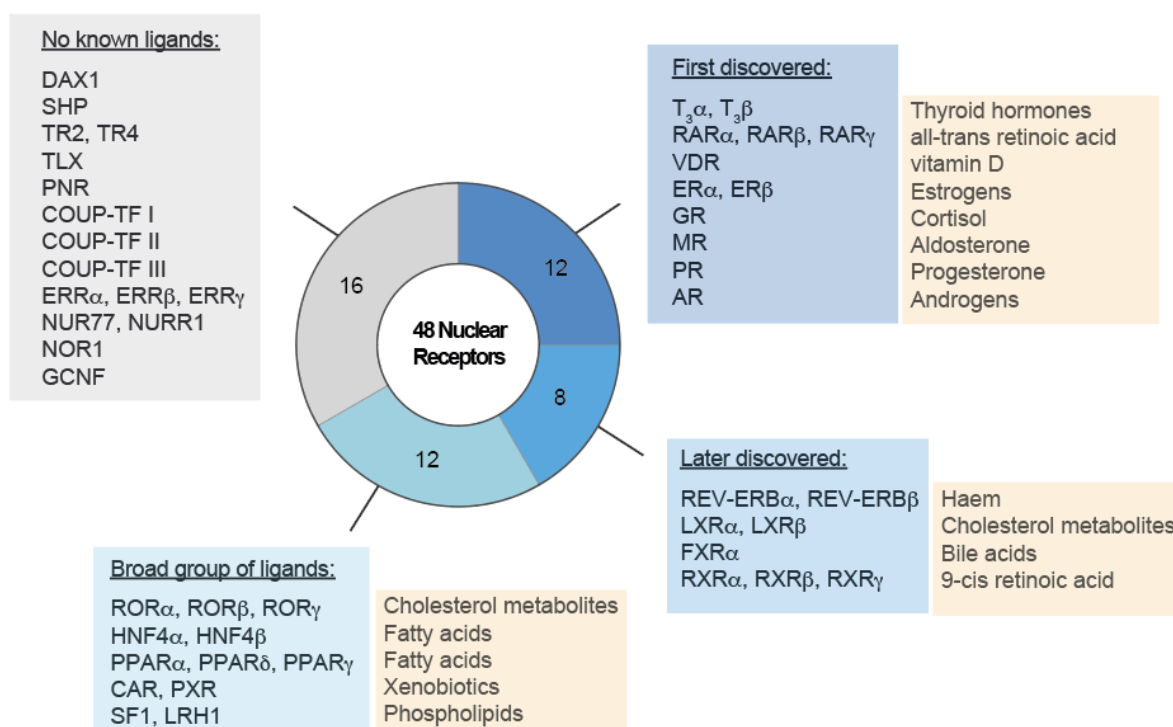 No known ligands:
DAX1
SHP
TR2, TR4
TLX
PNR
COUP-TF I
COUP-TF II
COUP-TF III
ERRα, ERRβ, ERRγ
NUR77, NURR1
NOR1
GCNF
First discovered:
T₃α, T₃β
RARα, RARβ, RARγ
VDR
ERα, ERβ
GR
MR
PR
AR
Thyroid hormones
all-trans retinoic acid
vitamin D
Estrogens
Cortisol
Aldosterone
Progesterone
Androgens
16
12
48 Nuclear
Receptors
8
12
Later discovered:
REV-ERBα, REV-ERBβ
LXRα, LXRβ
FXRα
RXRα, RXRβ, RXRγ
Haem
Cholesterol metabolites
Bile acids
9-cis retinoic acid
Broad group of ligands:
RORα, RORβ, RORγ
HNF4α, HNF4β
PPARα, PPARδ, PPARγ
CAR, PXR
SF1, LRH1
Cholesterol metabolites
Fatty acids
Fatty acids
Xenobiotics
Phospholipids